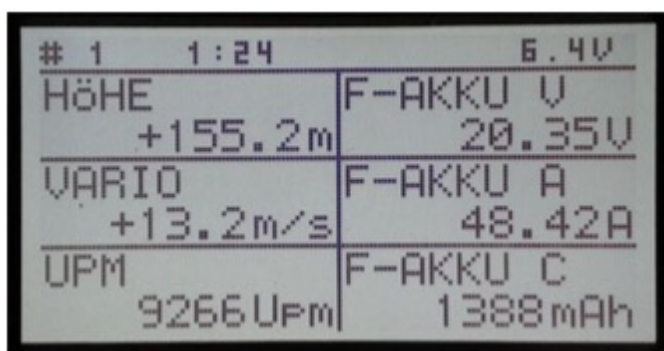 # 1 1:24 6.4V
HöHE F-AKKU V
+155.2m 20.35V
VARIO F-AKKU A
+13.2m/s 48.42A
UPM F-AKKU C
9266Upm 1388mAh